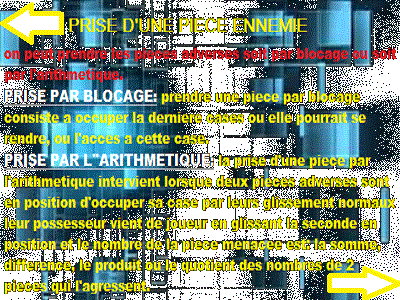 PRISE D'UNE PIECE ENNEMIE
on peut prendre les pieces adverses soit par blocage ou soit
par l'arithmetique.
PRISE PAR BLOCAGE: prendre une piece par blocage
consiste a occuper la derniere cases ou elle pourrait se
rendre, ou l'acces a cette case.
PRISE PAR L"ARITHMETIQUE: la prise d'une piece par
l'arithmetique intervient lorsque deux pieces adverses sont
en position d'occuper sa case par leurs glissement normaux
leur possesseur vient de joueur en glissant la seconde en
position et le nombre de la piece menacee est la somme,
difference, le produit ou le quotient des nombres de 2
pieces qui l'agressent.